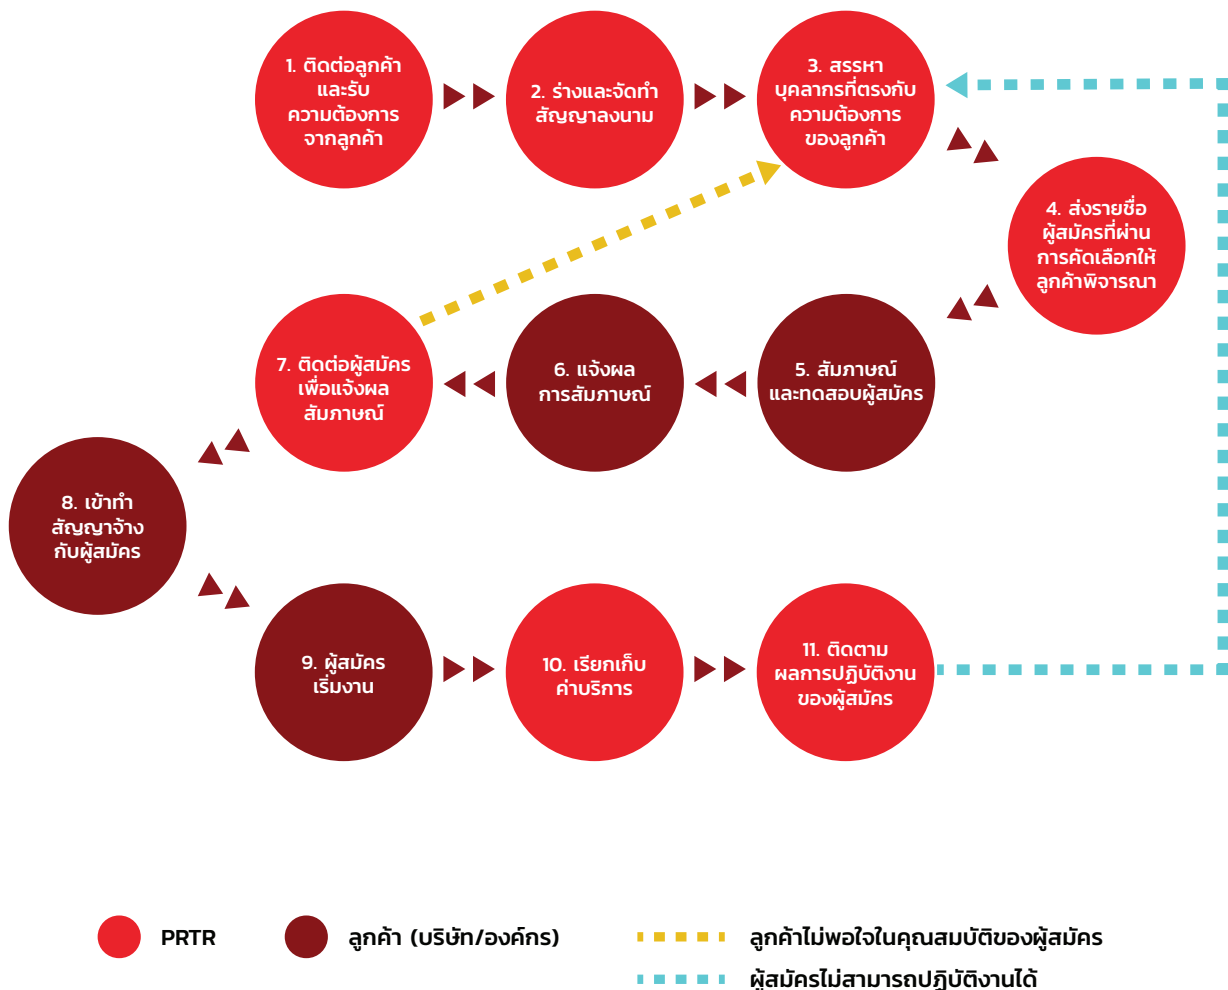 1. ติดต่อลูกค้า
และรับ
ความต้องการ
จากลูกค้า
2. ร่างและจัดทำ
สัญญาลงนาม
3. สรรหา
บุคลากรที่ตรงกับ
ความต้องการ
ของลูกค้า
4. ส่งรายชื่อ
ผู้สมัครที่ผ่าน
การคัดเลือกให้
ลูกค้าพิจารณา
5. สัมภาษณ์
และทดสอบผู้สมัคร
6. แจ้งผล
การสัมภาษณ์
7. ติดต่อผู้สมัคร
เพื่อแจ้งผล
สัมภาษณ์
8. เข้าทำ
สัญญาจ้าง
กับผู้สมัคร
9. ผู้สมัคร
เริ่มงาน
10. เรียกเก็บ
ค่าบริการ
11. ติดตาม
ผลการปฏิบัติงาน
ของผู้สมัคร
PRTR
ลูกค้า (บริษัท/องค์กร)
ลูกค้าไม่พอใจในคุณสมบัติของผู้สมัคร
ผู้สมัครไม่สามารถปฏิบัติงานได้